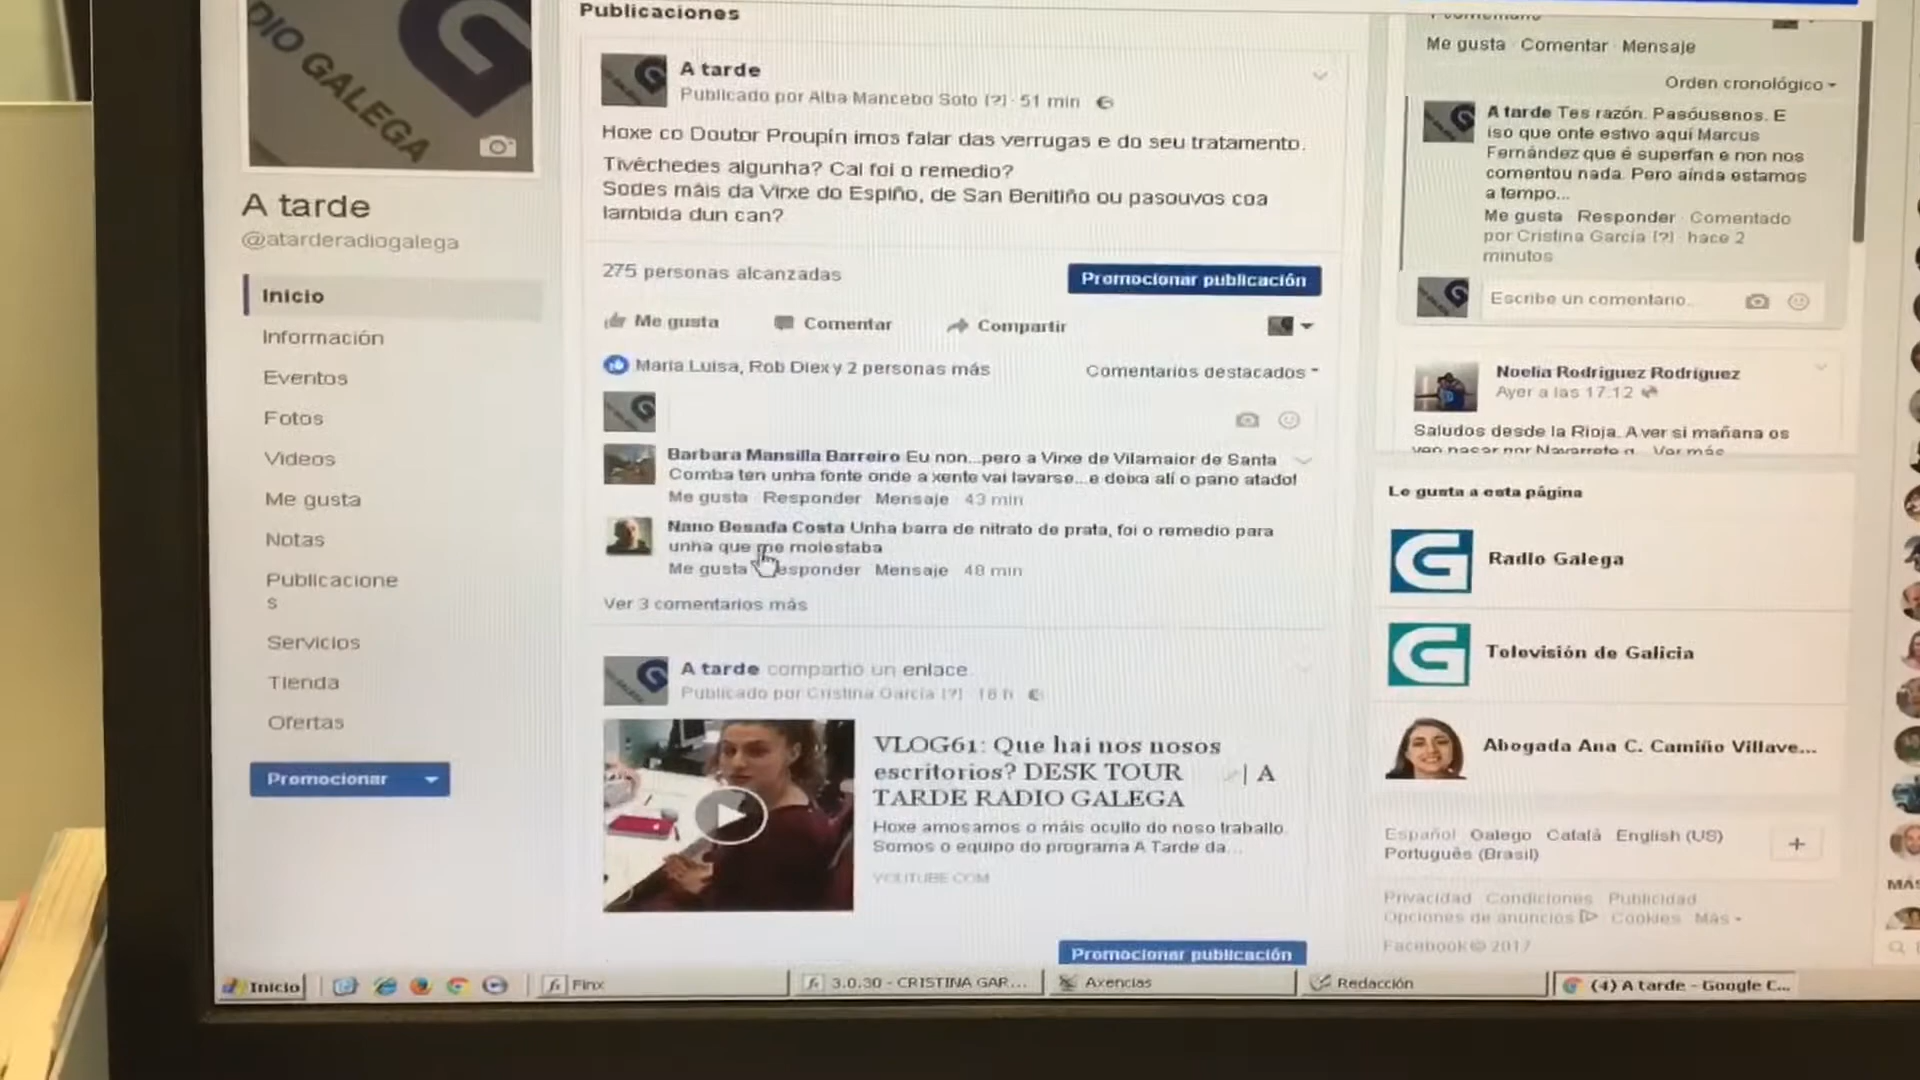 DIO GALEGA
A tarde
@atarderadiogalega
Inicio
Información
Eventos
Fotos
Videos
Me gusta
Notas
Publicacione
s
Servicios
Tienda
Ofertas
Promocionar
Publicaciones
A tarde
Publicado por Alba Mancebo Soto [?] · 51 min
Hoxe co Doutor Proupín imos falar das verrugas e do seu tratamento.
Tivéchedes algunha? Cal foi o remedio?
Sodes máis da Virxe do Espiño, de San Benitiño ou pasouvos coa
lambida dun can?
275 personas alcanzadas
Promocionar publicación
Me gusta Comentar Compartir
María Luisa, Rob Diex y 2 personas más
Comentarios destacados
Barbara Mansilla Barreiro Eu non...pero a Virxe de Vilamaior de Santa
Comba ten unha fonte onde a xente vai lavarse...e deixa alí o pano atado!
Me gusta Responder Mensaje 43 min
Nano Besada Costa Unha barra de nitrato de prata, foi o remedio para
unha que me molestaba
Me gusta Responder Mensaje 48 min
Ver 3 comentarios más
A tarde compartió un enlace.
Publicado por Cristina García [?] · 18 h
VLOG61: Que hai nos nosos
escritorios? DESK TOUR | A
TARDE RADIO GALEGA
Hoxe amosamos o máis oculto do noso traballo.
Somos o equipo do programa A Tarde da...
YOUTUBE.COM
Promocionar publicación
Me gusta · Comentar · Mensaje
Orden cronológico
A tarde Tes razón. Pasóusenos. E
iso que onte estivo aquí Marcus
Fernández que é superfan e non nos
comentou nada. Pero aínda estamos
a tempo...
Me gusta · Responder · Comentado
por Cristina García [?] · hace 2
minutos
Escribe un comentario...
Noelia Rodríguez Rodríguez
Ayer a las 17:12
Saludos desde la Rioja. A ver si mañana os
Ver más
Le gusta a esta página
Radio Galega
Televisión de Galicia
Abogada Ana C. Camiño Villave...
Español · Galego · Català · English (US)
Português (Brasil)
Privacidad · Condiciones · Publicidad
Opciones de anuncios · Cookies · Más
Facebook © 2017
MÁS
Inicio
Finx
3.0.30 - CRISTINA GAR...
Axencias
Redacción
(4) A tarde - Google C...